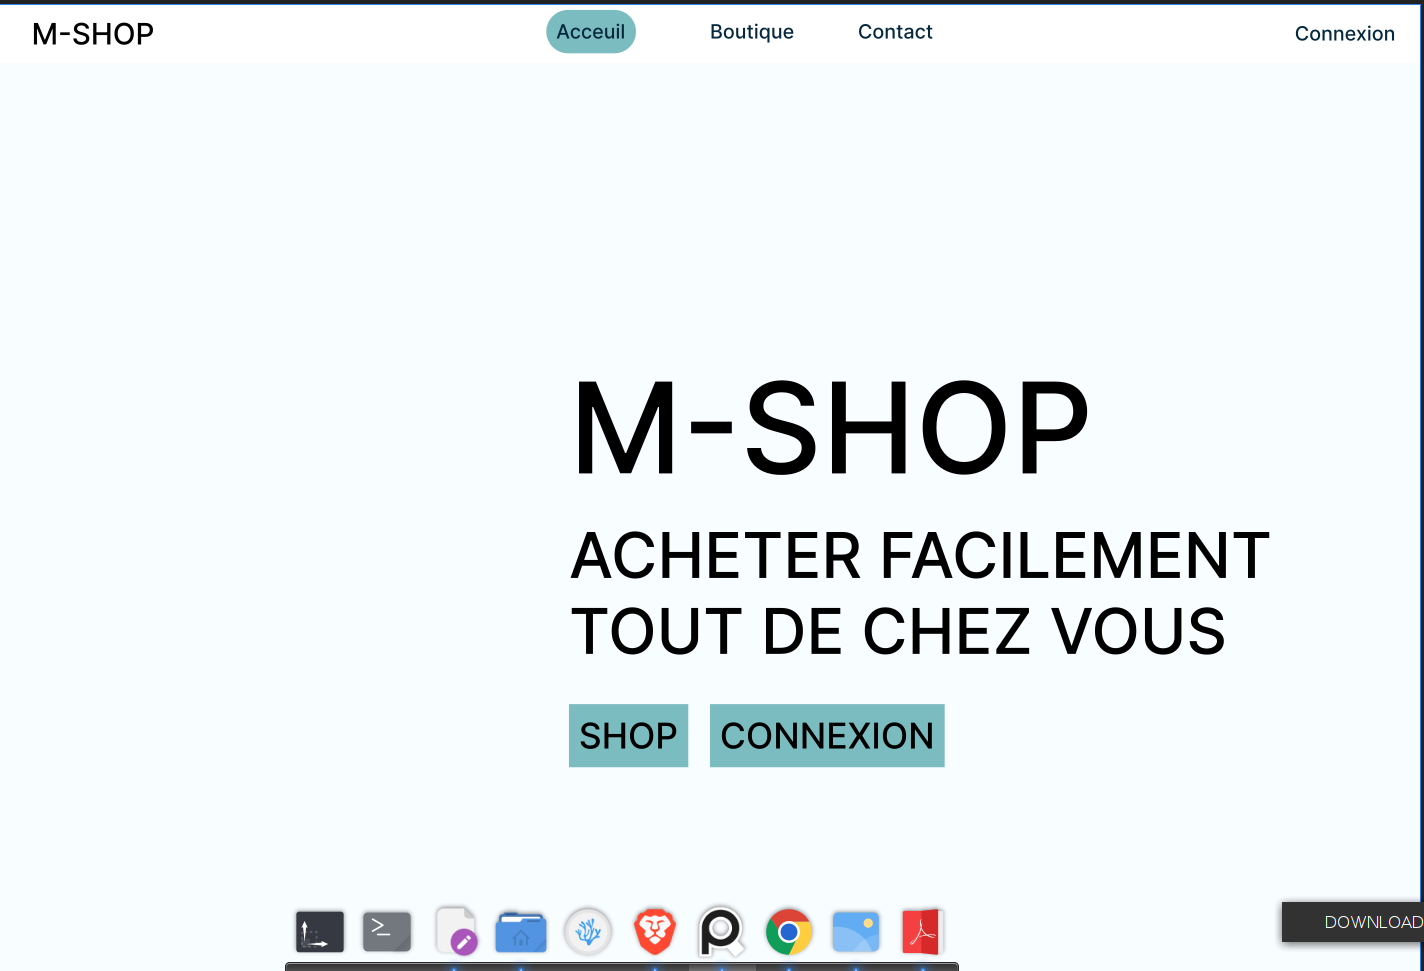 M-SHOP
Acceuil
Boutique
Contact
Connexion
M-SHOP
ACHETER FACILEMENT
TOUT DE CHEZ VOUS
SHOP
CONNEXION
DOWNLOAD